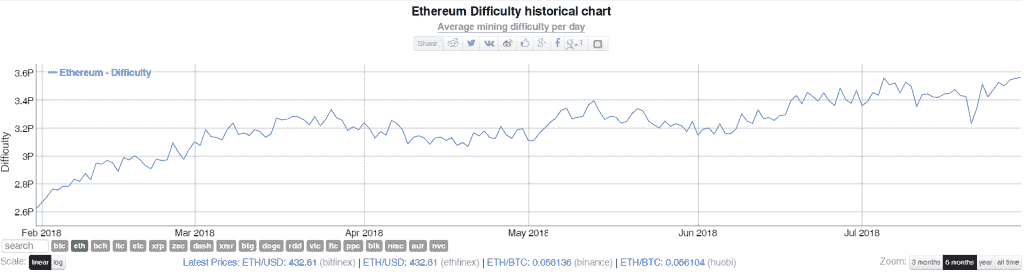 Ethereum Difficulty historical chart
Average mining difficulty per day
Share
+1
3.6P
Ethereum - Difficulty
3.4P
3.2P
3P
2.8P
2.6P
Difficulty
Feb 2018 Mar 2018 Apr 2018 May 2018 Jun 2018 Jul 2018
search btc eth bch ltc etc xrp zec dash xmr btg doge rdd vtc ftc ppc blk nmc aur nvc
Scale: linear log Latest Prices: ETH/USD: 432.61 (bitfinex) | ETH/USD: 432.61 (ethfinex) | ETH/BTC: 0.056136 (binance) | ETH/BTC: 0.056104 (huobi) Zoom: 3 months 6 months year all time